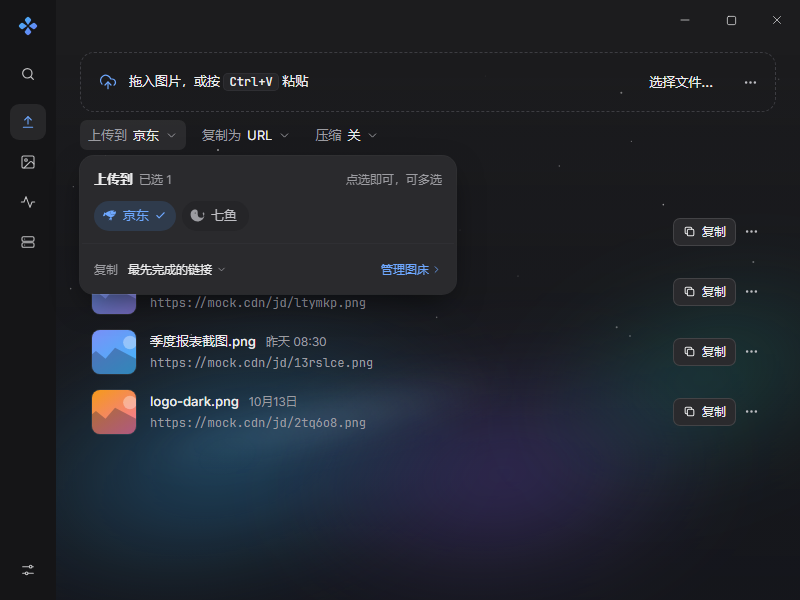 拖入图片，或按 Ctrl+V 粘贴
选择文件...
上传到 京东
复制为 URL
压缩 关
上传到 已选 1
点选即可，可多选
京东
七鱼
复制 最先完成的链接
管理图床
复制
https://mock.cdn/jd/ltymkp.png
复制
季度报表截图.png 昨天 08:30
https://mock.cdn/jd/13rslce.png
复制
logo-dark.png 10月13日
https://mock.cdn/jd/2tq6o8.png
复制